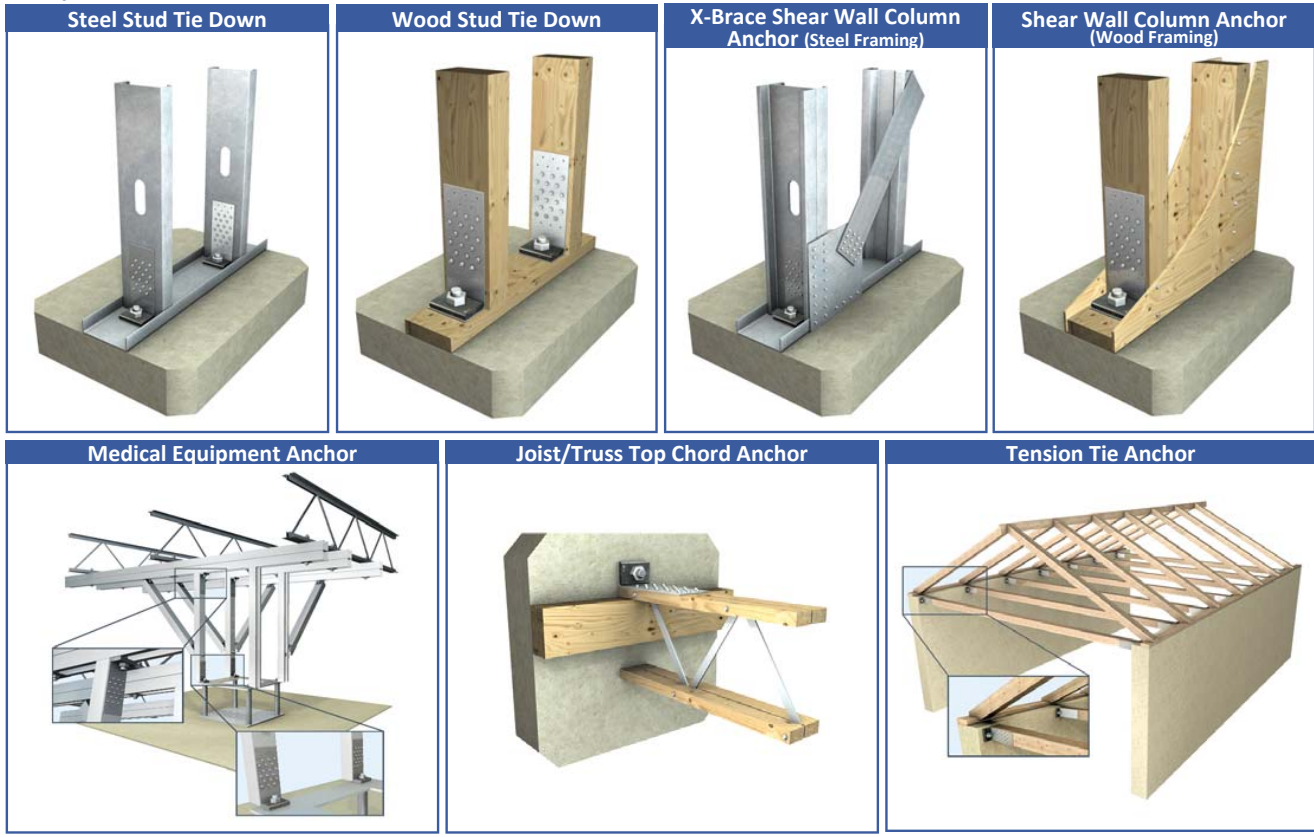 Steel Stud Tie Down
Wood Stud Tie Down
X-Brace Shear Wall Column
Anchor (Steel Framing)
Shear Wall Column Anchor
(Wood Framing)
Medical Equipment Anchor
Joist/Truss Top Chord Anchor
Tension Tie Anchor